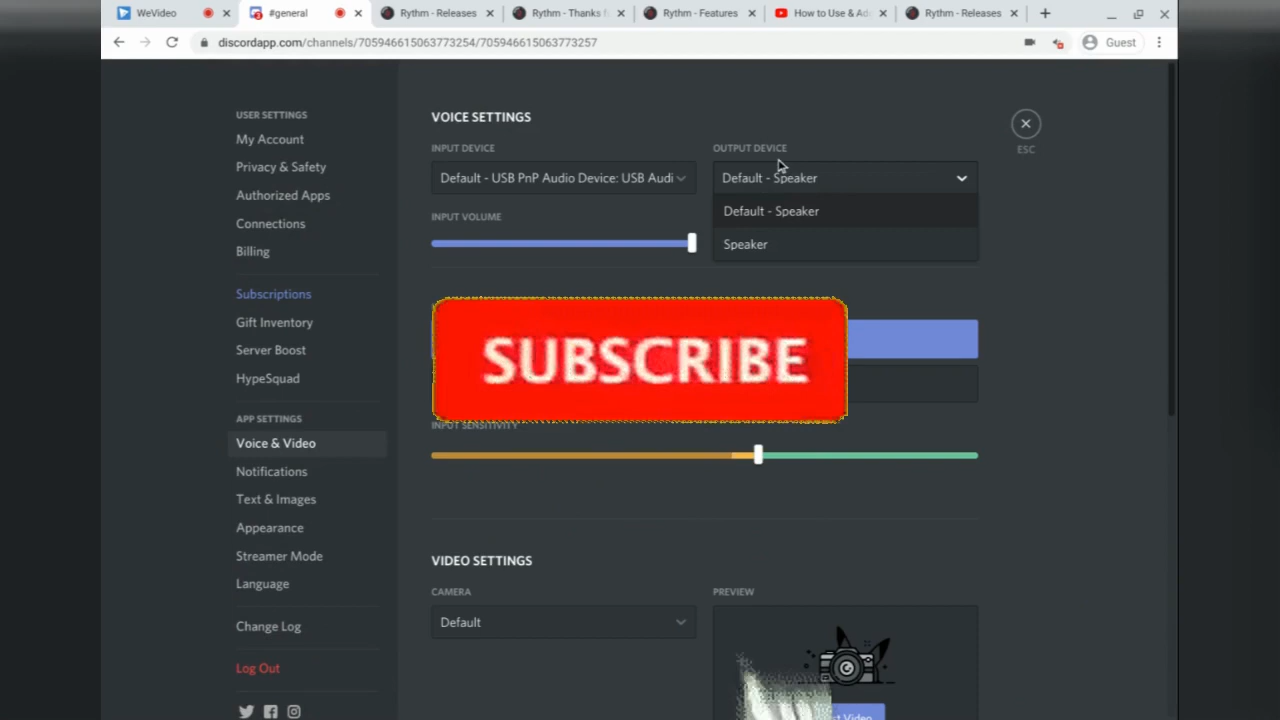 WeVideo
#general
Rythm - Releases
Rythm - Thanks f
Rythm - Features
How to Use & Ad
Rythm - Releases
discordapp.com/channels/705946615063773254/705946615063773257
Guest
USER SETTINGS
My Account
Privacy & Safety
Authorized Apps
Connections
Billing
Subscriptions
Gift Inventory
Server Boost
HypeSquad
APP SETTINGS
Voice & Video
Notifications
Text & Images
Appearance
Streamer Mode
Language
Change Log
Log Out
VOICE SETTINGS
INPUT DEVICE
Default - USB PnP Audio Device: USB Audi
OUTPUT DEVICE
Default - Speaker
Default - Speaker
Speaker
INPUT VOLUME
ESC
SUBSCRIBE
INPUT SENSITIVITY
VIDEO SETTINGS
CAMERA
Default
PREVIEW
Video